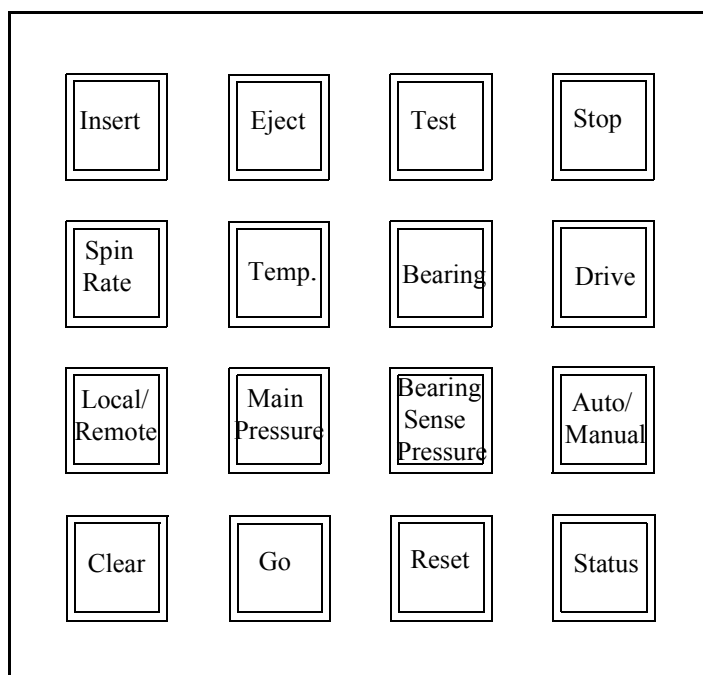 Insert
Eject
Test
Stop
Spin
Rate
Temp.
Bearing
Drive
Local/
Remote
Main
Pressure
Bearing
Sense
Pressure
Auto/
Manual
Clear
Go
Reset
Status